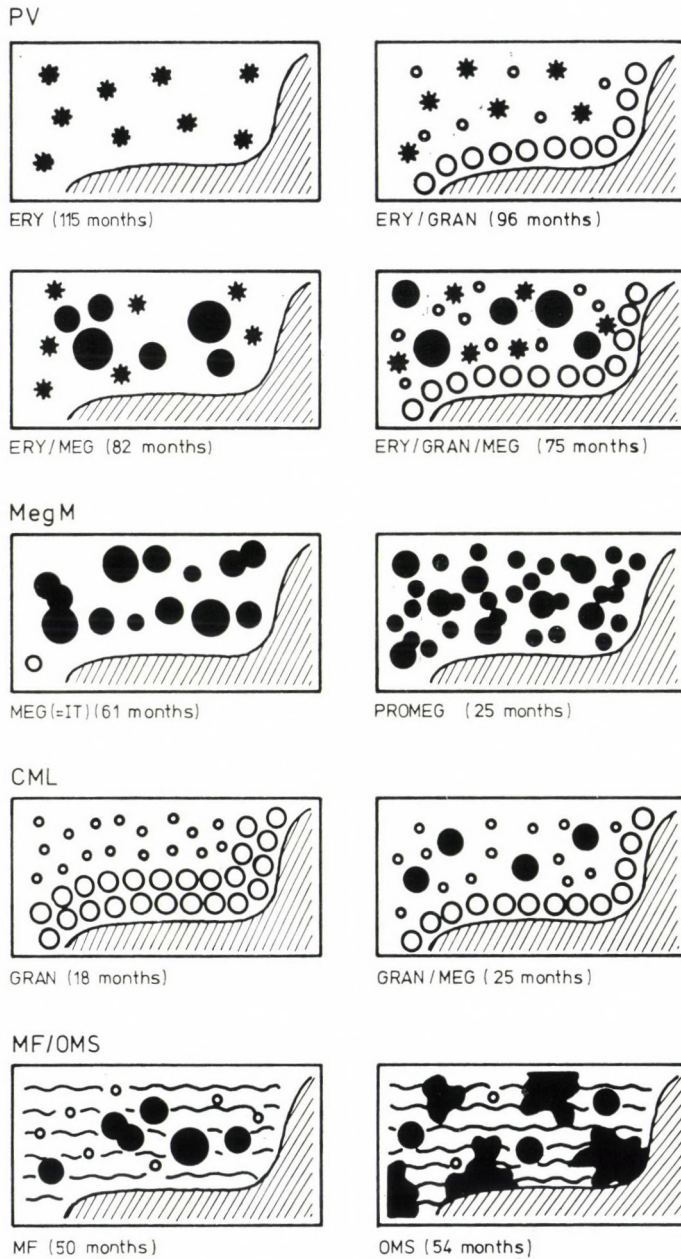 PV
ERY (115 months)
ERY/GRAN (96 months)
ERY/MEG (82 months)
ERY/GRAN/MEG (75 months)
MegM
MEG(=IT)(61 months)
PROMEG (25 months)
CML
GRAN (18 months)
GRAN/MEG (25 months)
MF/OMS
MF (50 months)
OMS (54 months)